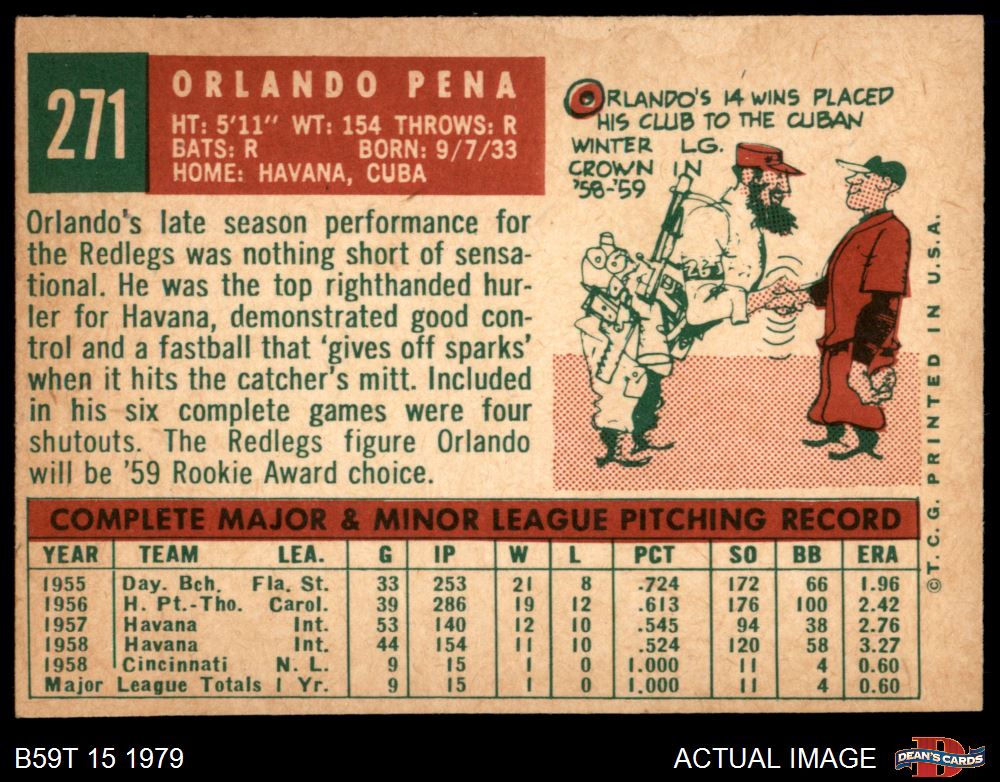 271
ORLANDO PENA
HT: 5'11" WT: 154 THROWS: R
BATS: R BORN: 9/7/33
HOME: HAVANA, CUBA
ORLANDO'S 14 WINS PLACED
HIS CLUB TO THE CUBAN
WINTER LG.
CROWN IN
'58-'59
26
Orlando's late season performance for
the Redlegs was nothing short of sensa-
tional. He was the top righthanded hur-
ler for Havana, demonstrated good con-
trol and a fastball that 'gives off sparks'
when it hits the catcher's mitt. Included
in his six complete games were four
shutouts. The Redlegs figure Orlando
will be '59 Rookie Award choice.
COMPLETE MAJOR & MINOR LEAGUE PITCHING RECORD
YEAR TEAM LEA. G IP W L PCT SO BB ERA
1955 Day. Bch. Fla. St. 33 253 21 8 .724 172 66 1.96
1956 H. Pt.-Tho. Carol. 39 286 19 12 .613 176 100 2.42
1957 Havana Int. 53 140 12 10 .545 94 38 2.76
1958 Havana Int. 44 154 11 10 .524 120 58 3.27
1958 Cincinnati N. L. 9 15 1 0 1.000 11 4 0.60
Major League Totals 1 Yr. 9 15 1 0 1.000 11 4 0.60
©T. C. G. PRINTED IN U.S.A.
B59T 15 1979
ACTUAL IMAGE
D
DEAN'S CARDS